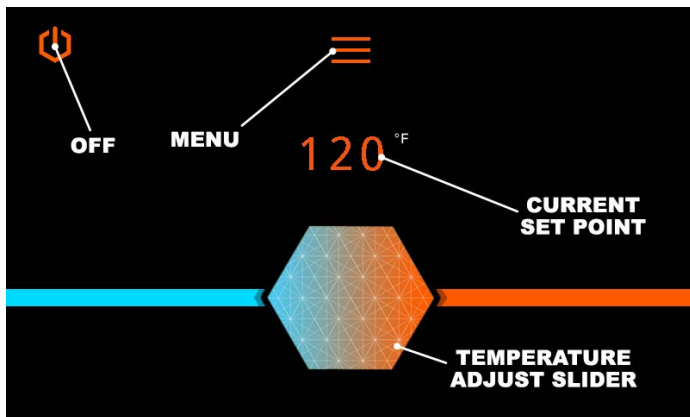 OFF
MENU
120 °F
CURRENT
SET POINT
TEMPERATURE
ADJUST SLIDER